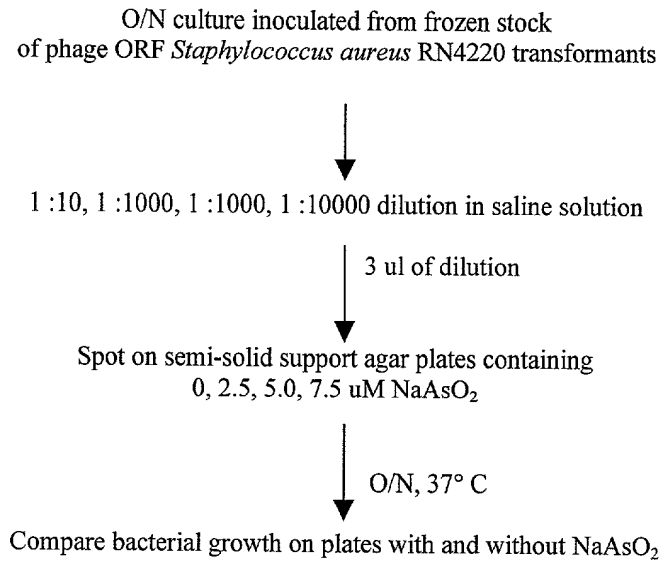 O/N culture inoculated from frozen stock
of phage ORF Staphylococcus aureus RN4220 transformants
1 :10, 1 :1000, 1 :1000, 1 :10000 dilution in saline solution
3 ul of dilution
Spot on semi-solid support agar plates containing
0, 2.5, 5.0, 7.5 uM NaAsO₂
O/N, 37° C
Compare bacterial growth on plates with and without NaAsO₂